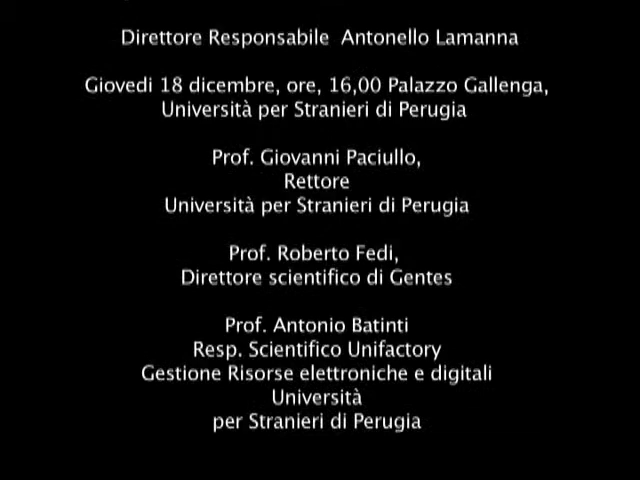 Direttore Responsabile Antonello Lamanna
Giovedi 18 dicembre, ore, 16,00 Palazzo Gallenga,
Università per Stranieri di Perugia
Prof. Giovanni Paciullo,
Rettore
Università per Stranieri di Perugia
Prof. Roberto Fedi,
Direttore scientifico di Gentes
Prof. Antonio Batinti
Resp. Scientifico Unifactory
Gestione Risorse elettroniche e digitali
Università
per Stranieri di Perugia